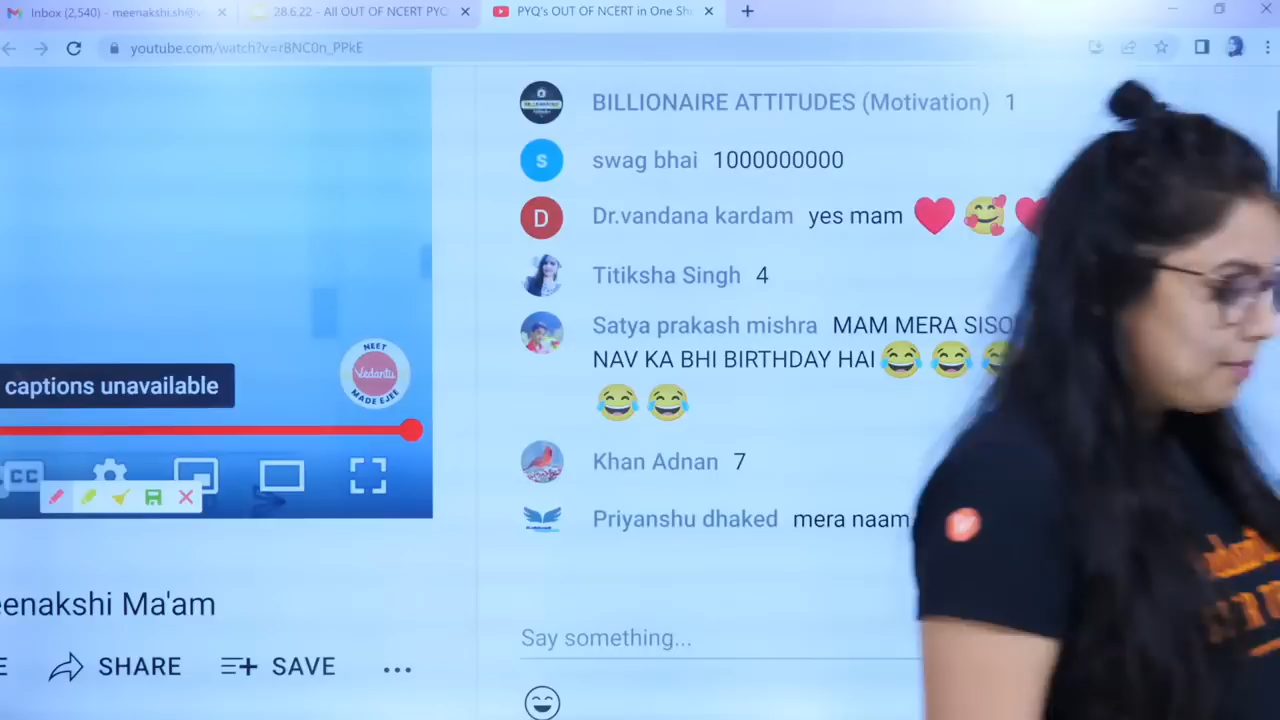 Inbox (2,540) - meenakshi.sh@v
28.6.22 - All OUT OF NCERT PYQ
PYQ's OUT OF NCERT in One Sh
youtube.com/watch?v=rBNC0n_PPkE
BILLIONAIRE ATTITUDES (Motivation) 1
S swag bhai 1000000000
D Dr.vandana kardam yes mam ❤️ 🥰 ❤️
Titiksha Singh 4
Satya prakash mishra MAM MERA SISO
NAV KA BHI BIRTHDAY HAI 😂 😂 😂
😂 😂
captions unavailable
NEET
Vedantu
MADE EJEE
Khan Adnan 7
CC
Priyanshu dhaked mera naam
eenakshi Ma'am
Say something...
SHARE
SAVE